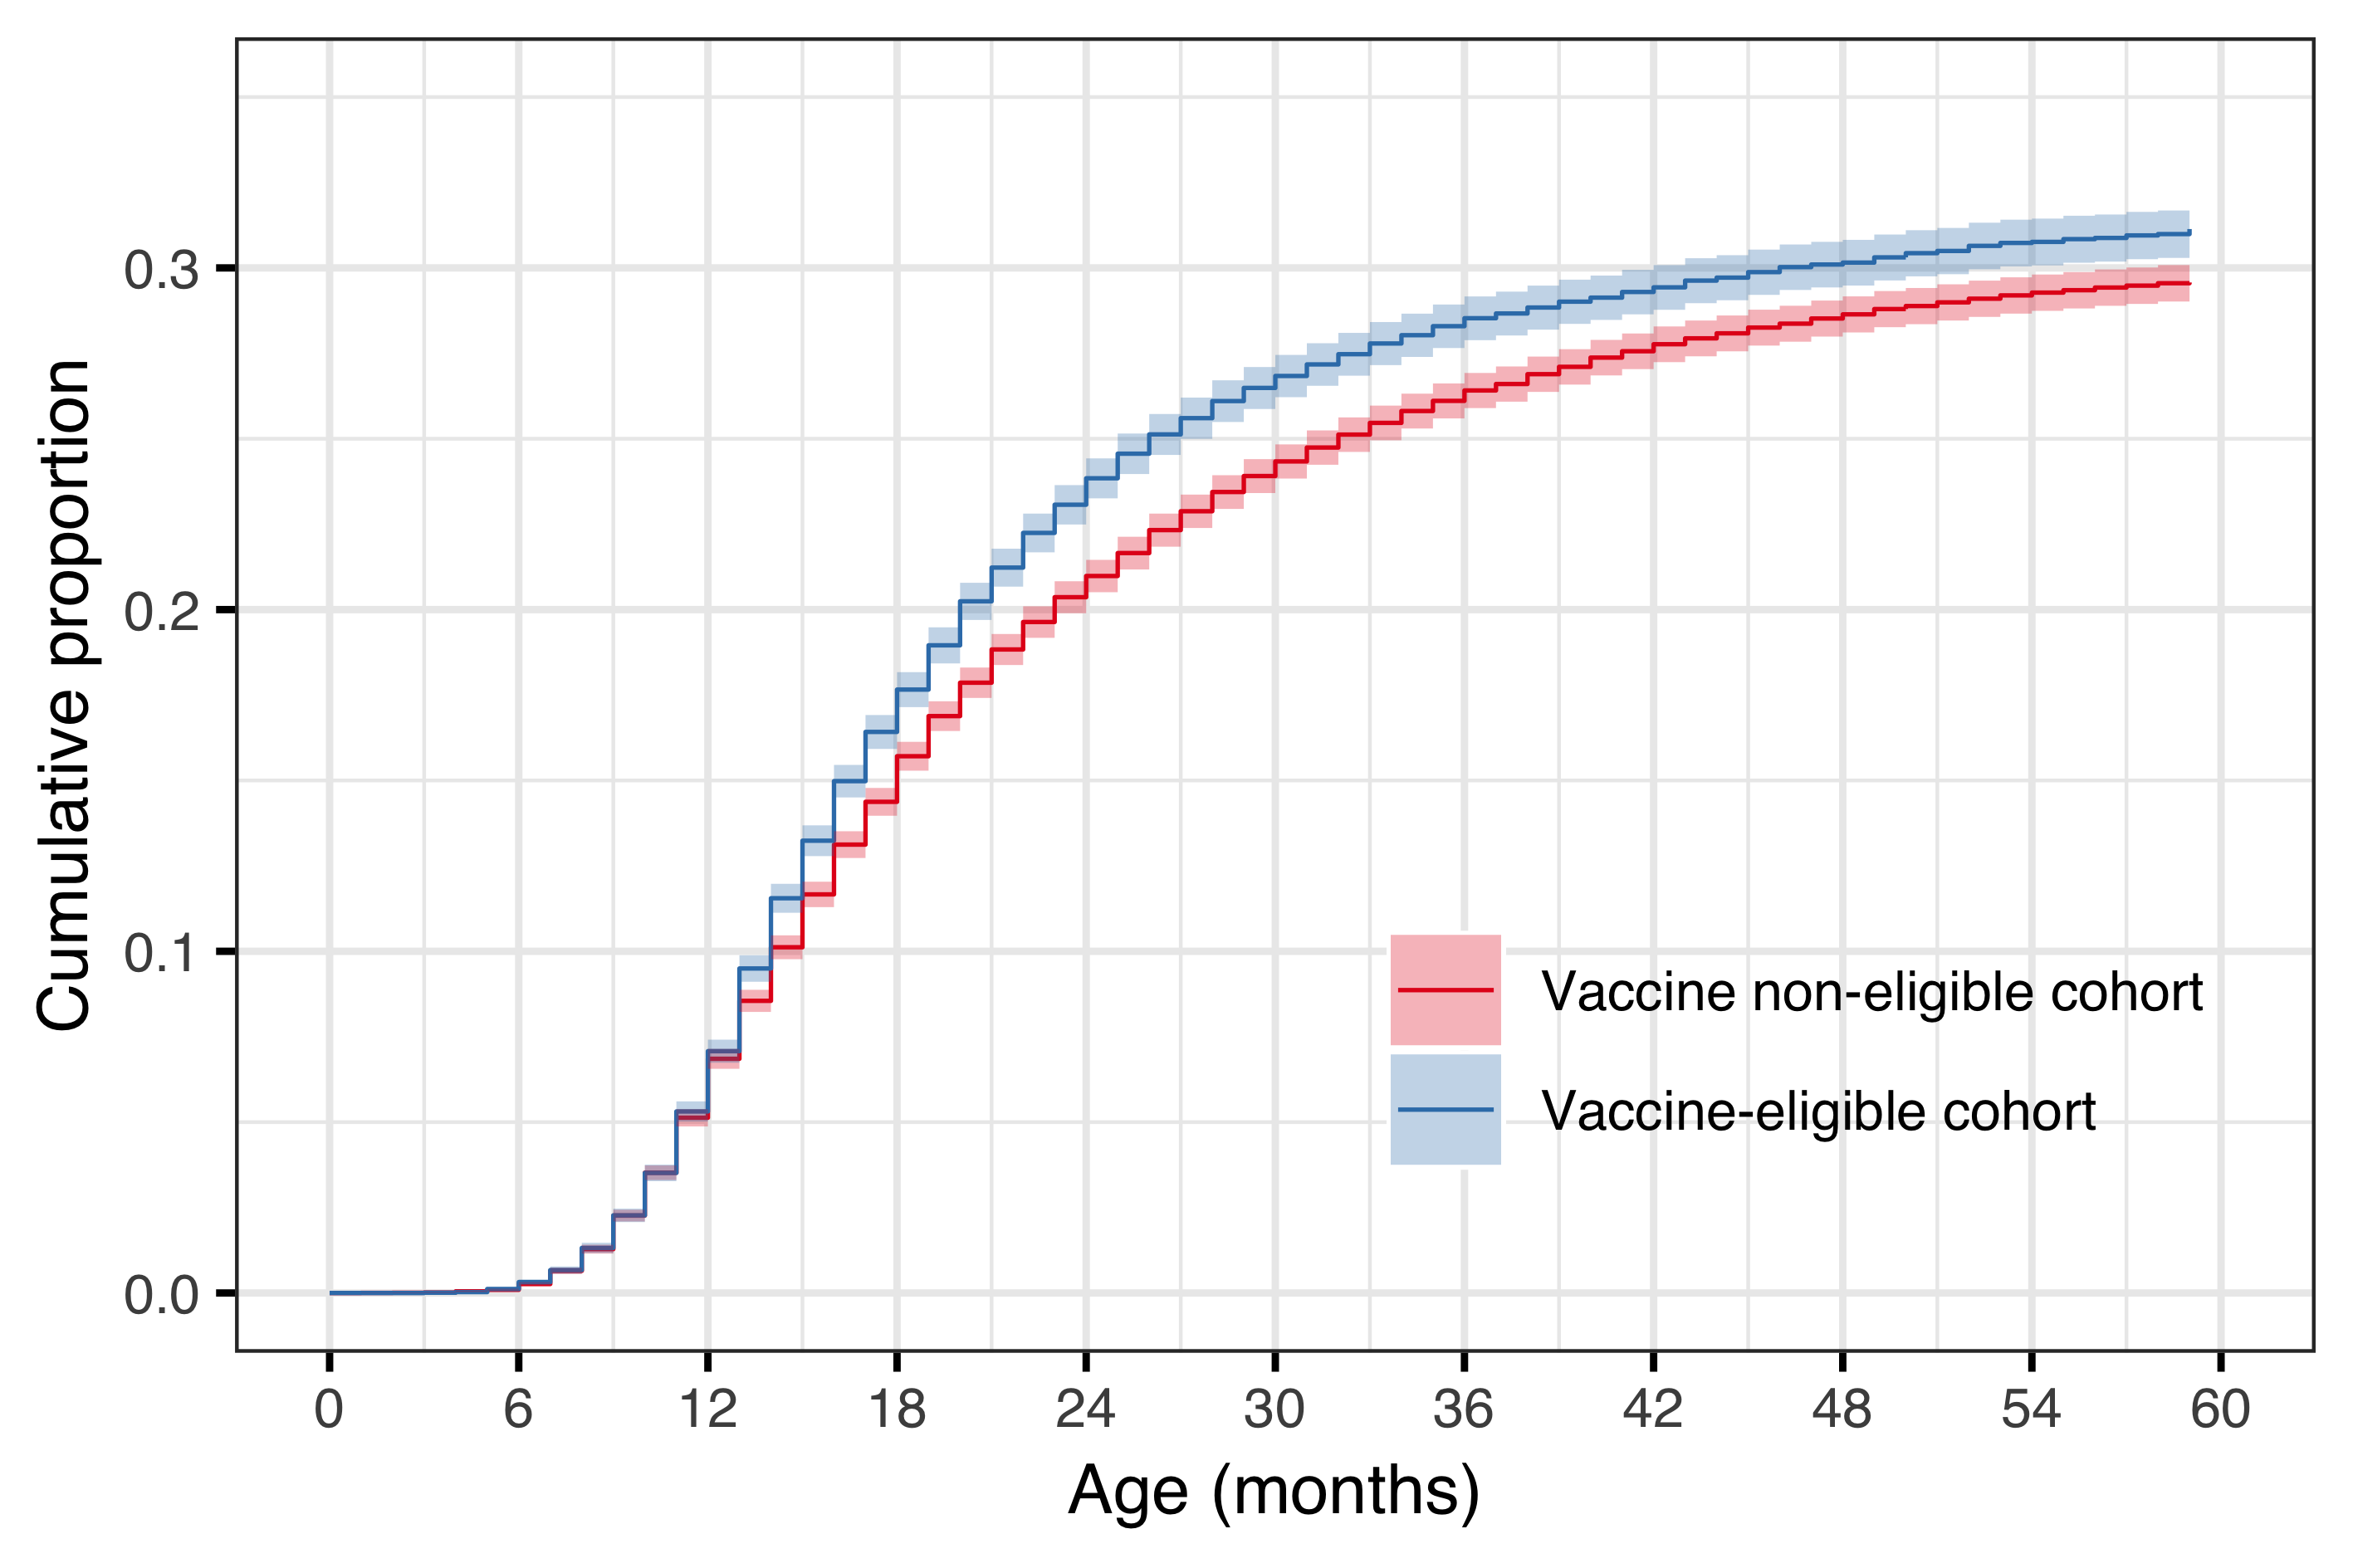 Cumulative proportion
0.3
0.2
0.1
0.0
Vaccine non-eligible cohort
Vaccine-eligible cohort
0 6 12 18 24 30 36 42 48 54 60
Age (months)